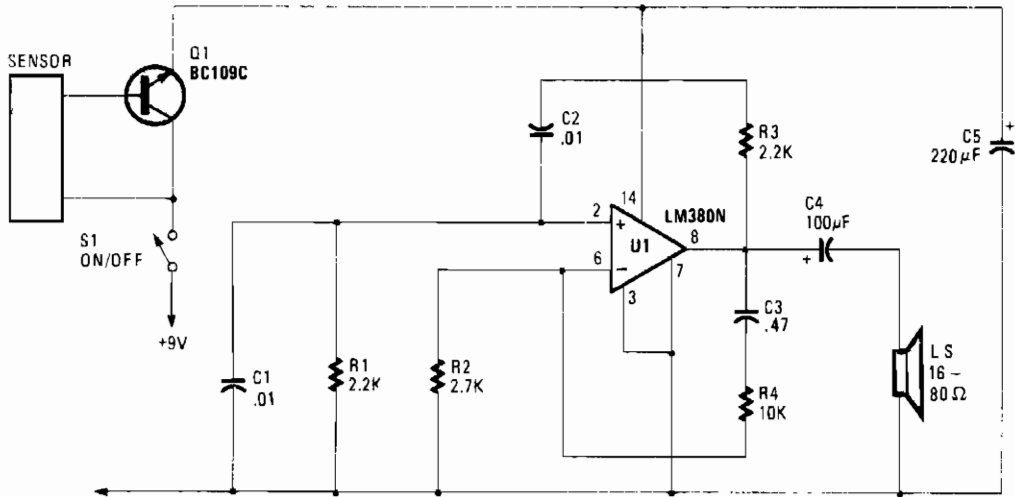 SENSOR
Q1
BC109C
S1
ON/OFF
+9V
C2
.01
R3
2.2K
C5
220µF
+
14
LM380N
2
+
U1
8
6
−
7
3
C4
100µF
+
C3
.47
C1
.01
R1
2.2K
R2
2.7K
R4
10K
LS
16–
80Ω